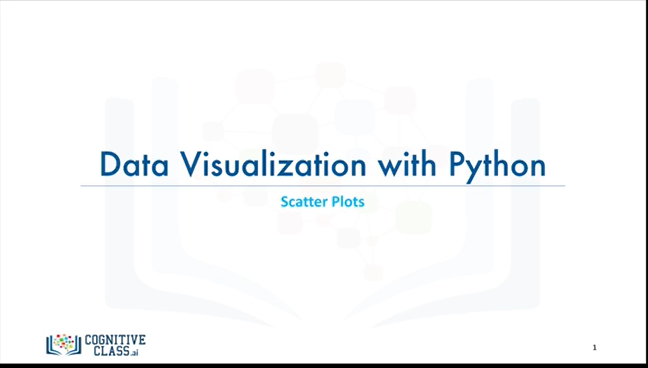 Data Visualization with Python
Scatter Plots
COGNITIVE
CLASS.ai
1